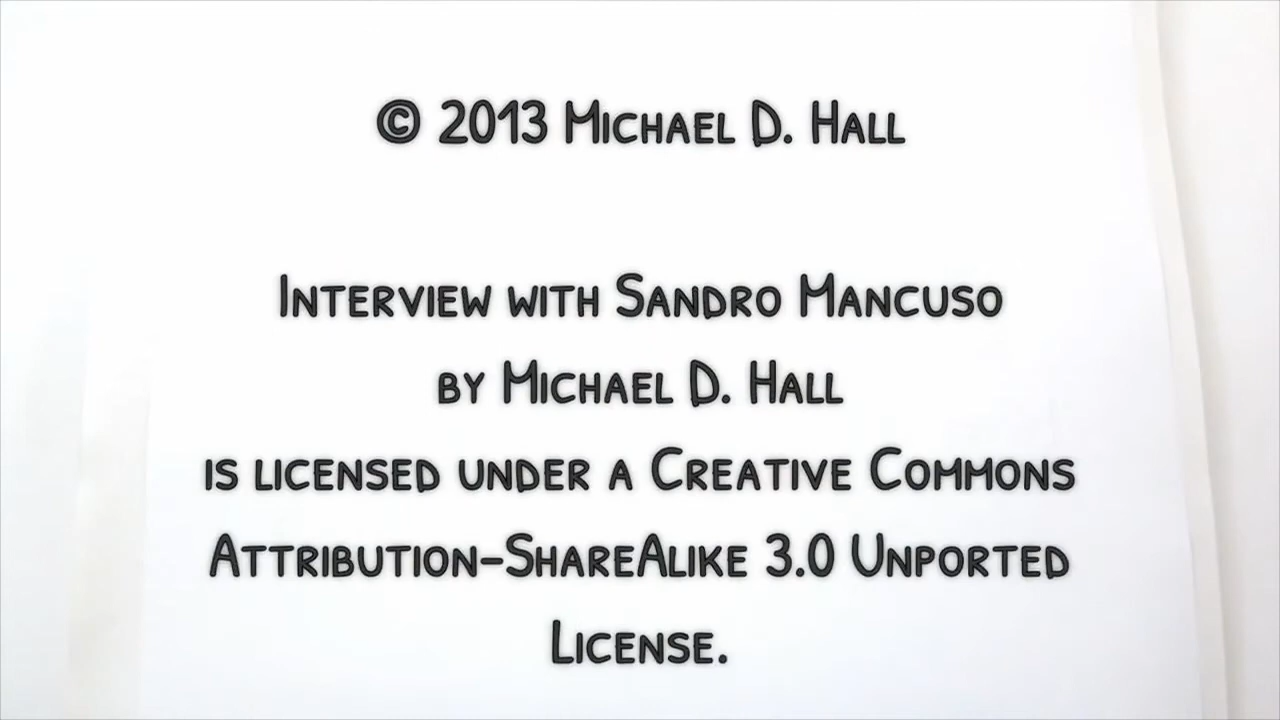 © 2013 Michael D. Hall
Interview with Sandro Mancuso
by Michael D. Hall
is licensed under a Creative Commons
Attribution-ShareAlike 3.0 Unported
License.